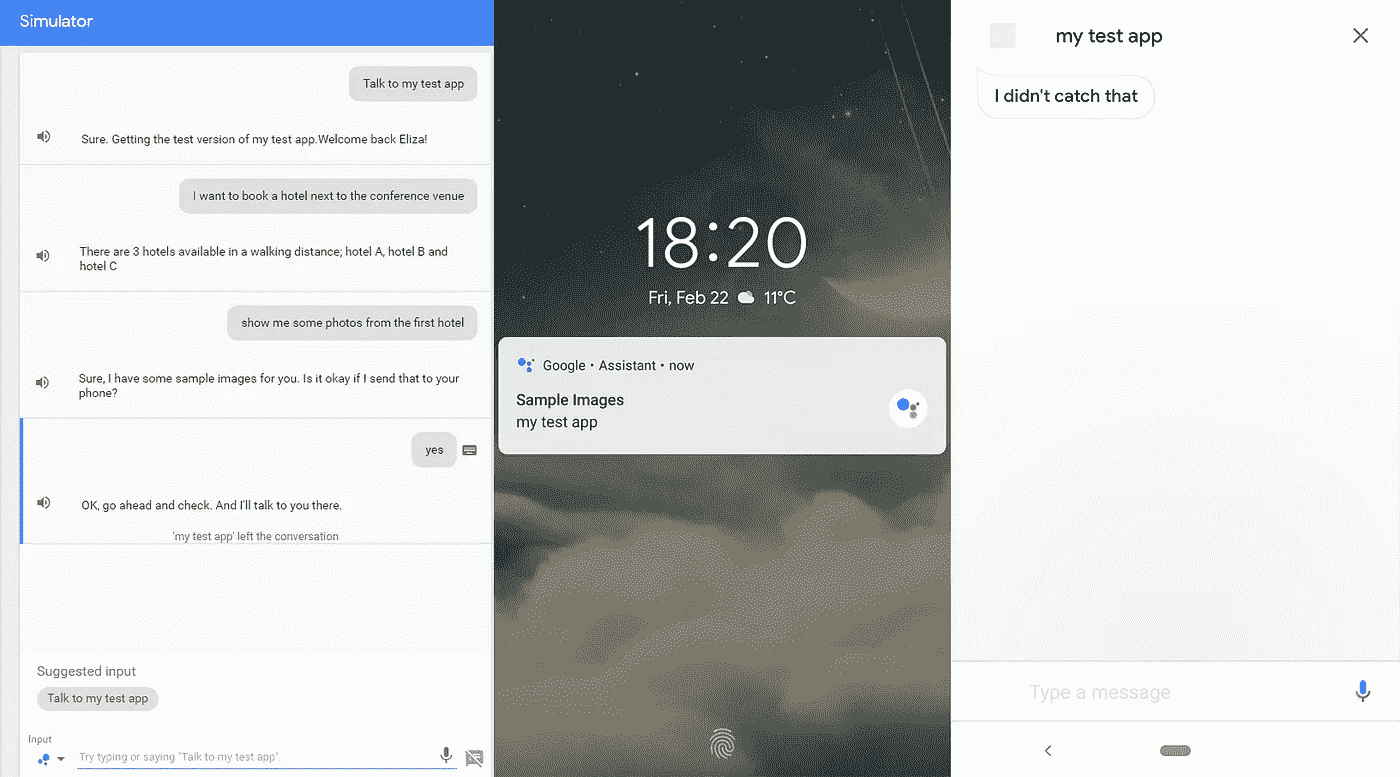 Simulator
Talk to my test app
Sure. Getting the test version of my test app.Welcome back Eliza!
I want to book a hotel next to the conference venue
There are 3 hotels available in a walking distance; hotel A, hotel B and
hotel C
show me some photos from the first hotel
Sure, I have some sample images for you. Is it okay if I send that to your
phone?
yes
OK, go ahead and check. And I'll talk to you there.
'my test app' left the conversation
Suggested input
Talk to my test app
Input
Try typing or saying "Talk to my test app".
18:20
Fri, Feb 22 11°C
Google • Assistant • now
Sample Images
my test app
my test app
I didn't catch that
Type a message